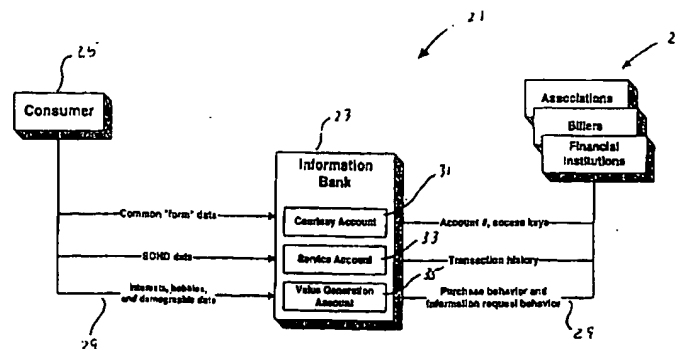 21
25
2
Consumer
Associations
Billers
Financial
Institutions
23
Information
Bank
31
Common "form" data
Courtesy Account
Account #, access keys
33
SOHO data
Service Account
Transaction history
35
Interests, hobbies,
and demographic data
Value Generation
Account
Purchase behavior and
information request behavior
29
29